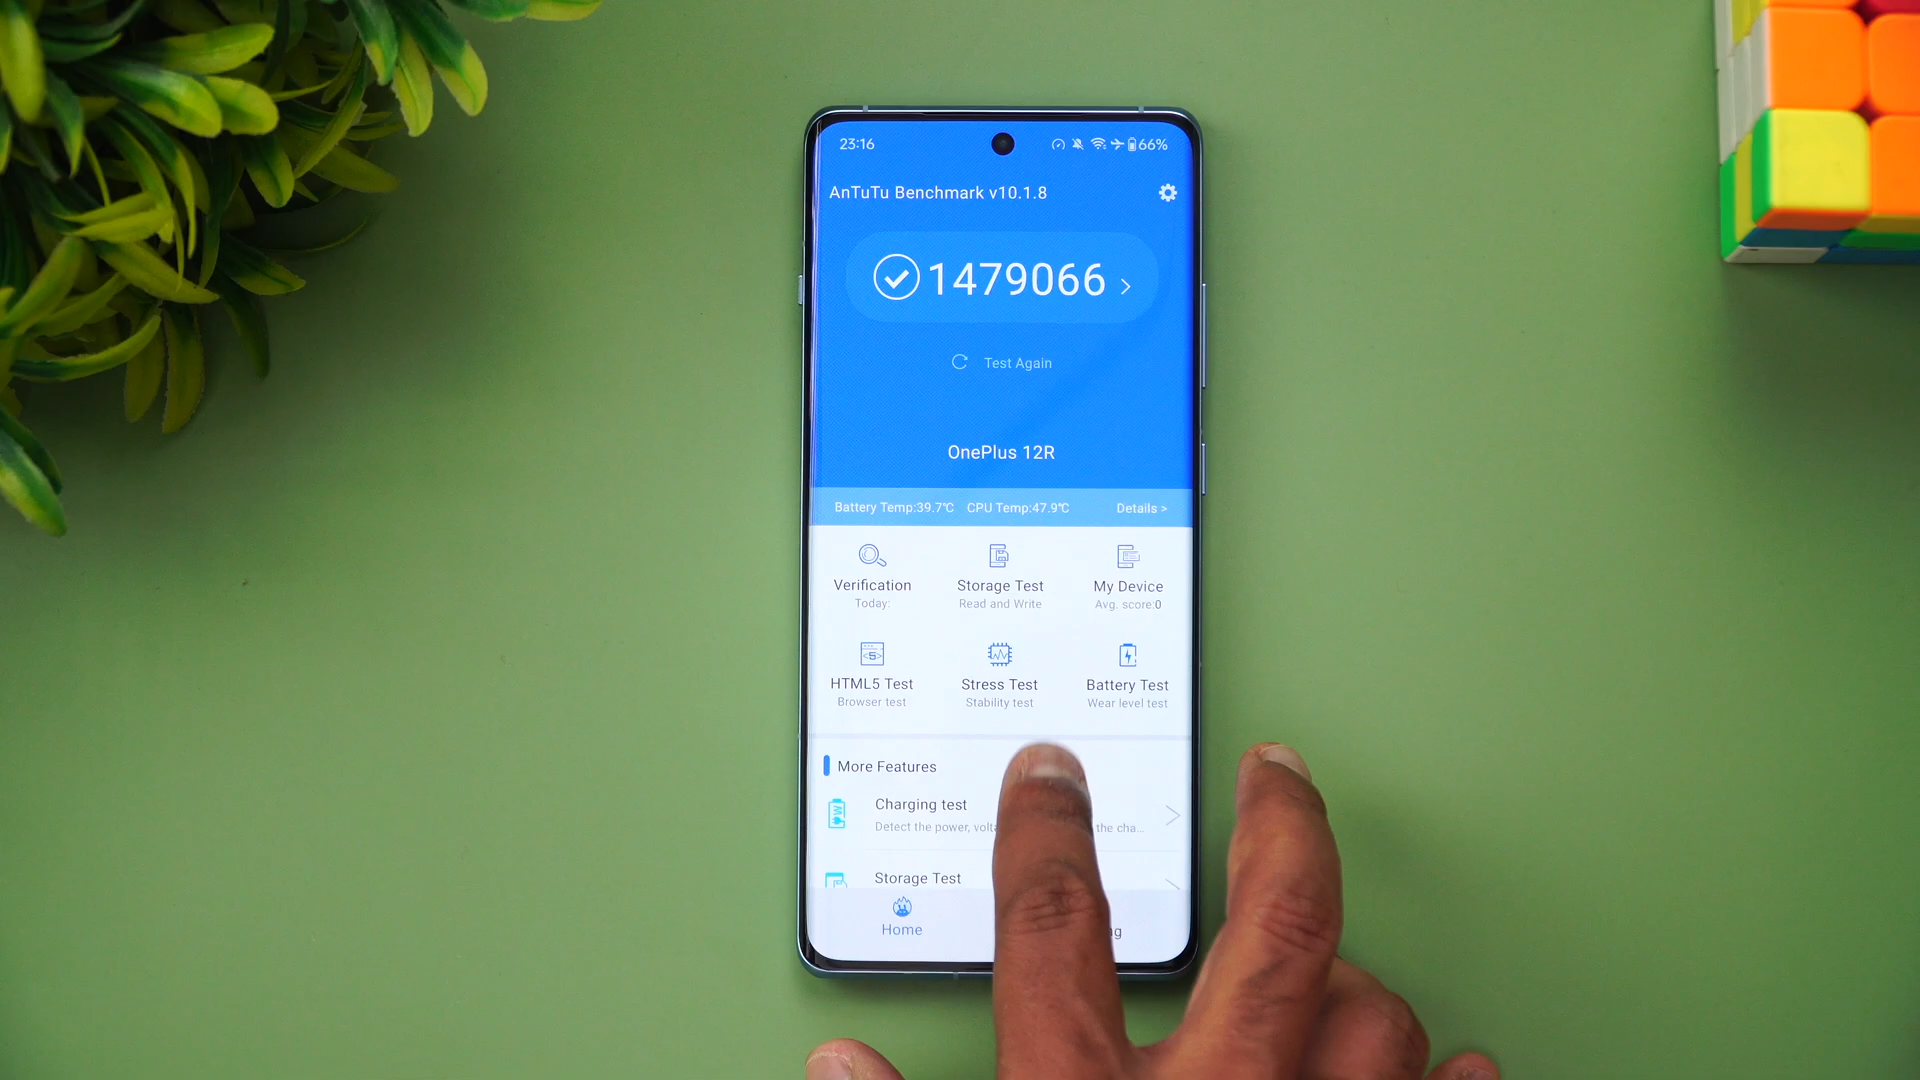 23:16
66%
AnTuTu Benchmark v10.1.8
1479066 >
Test Again
OnePlus 12R
Battery Temp:39.7℃ CPU Temp:47.9℃ Details >
Verification Storage Test My Device
Today: Read and Write Avg. score:0
<5>
HTML5 Test Stress Test Battery Test
Browser test Stability test Wear level test
More Features
Charging test
Detect the power, the cha...
Storage Test
Home